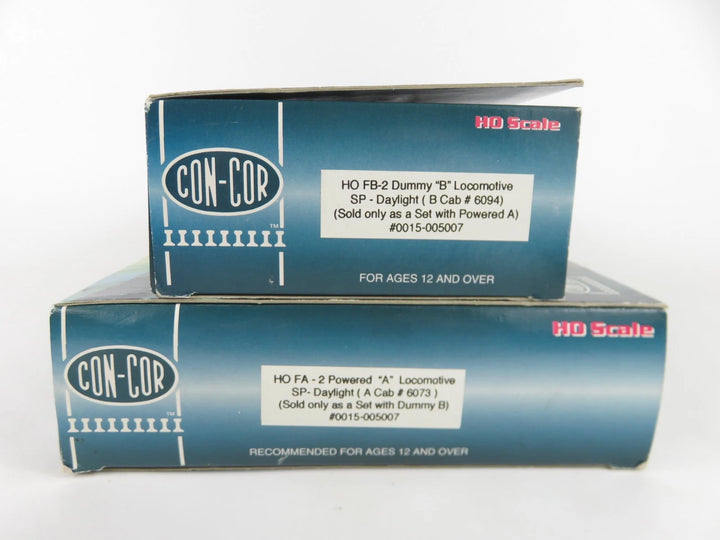 HO Scale
CON-COR
TM
HO FB-2 Dummy "B" Locomotive
SP - Daylight ( B Cab # 6094)
(Sold only as a Set with Powered A)
#0015-005007
FOR AGES 12 AND OVER
HO Scale
CON-COR
TM
HO FA - 2 Powered "A" Locomotive
SP- Daylight ( A Cab # 6073 )
(Sold only as a Set with Dummy B)
#0015-005007
RECOMMENDED FOR AGES 12 AND OVER